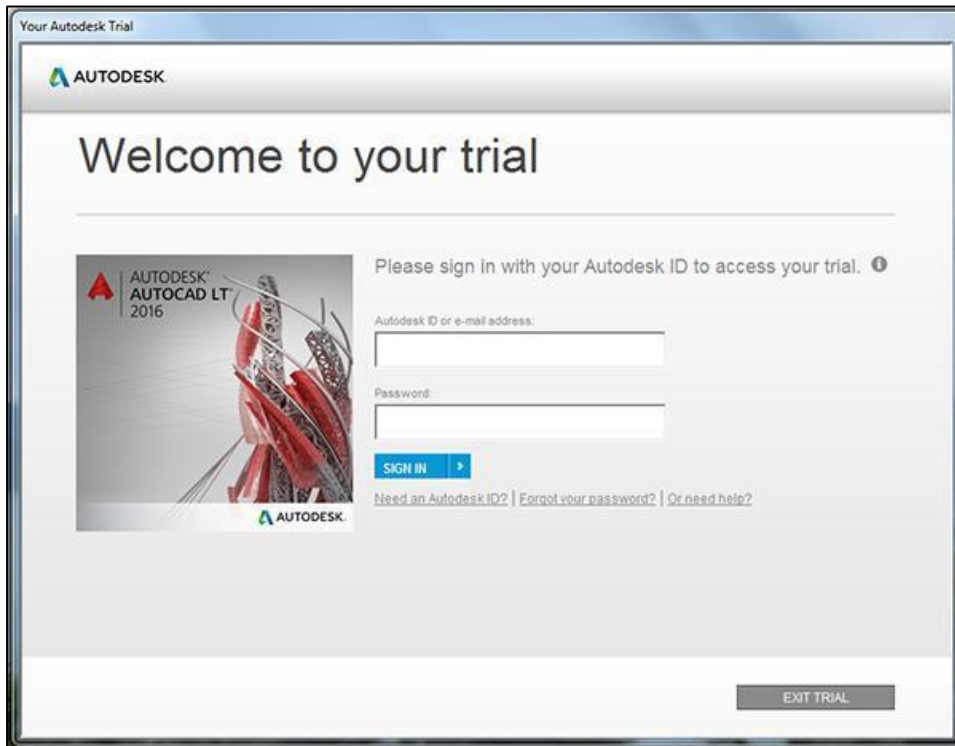 Your Autodesk Trial
AUTODESK
Welcome to your trial
AUTODESK®
AUTOCAD LT®
2016
AUTODESK.
Please sign in with your Autodesk ID to access your trial.
Autodesk ID or e-mail address:
Password:
SIGN IN
Need an Autodesk ID? | Forgot your password? | Or need help?
EXIT TRIAL